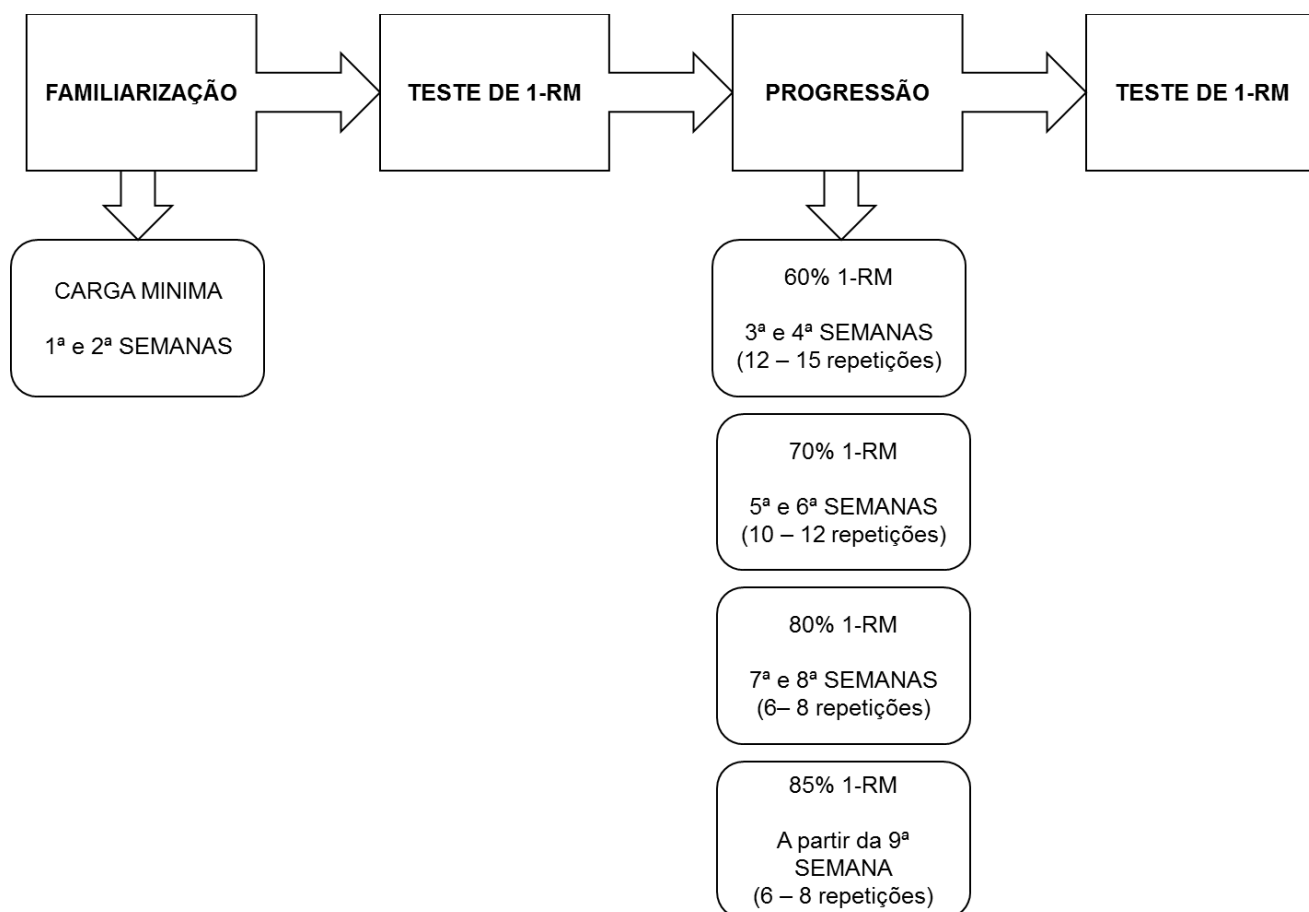 FAMILIARIZAÇÃO
TESTE DE 1-RM
PROGRESSÃO
TESTE DE 1-RM
CARGA MINIMA
1ª e 2ª SEMANAS
60% 1-RM
3ª e 4ª SEMANAS
(12 – 15 repetições)
70% 1-RM
5ª e 6ª SEMANAS
(10 – 12 repetições)
80% 1-RM
7ª e 8ª SEMANAS
(6– 8 repetições)
85% 1-RM
A partir da 9ª
SEMANA
(6 – 8 repetições)